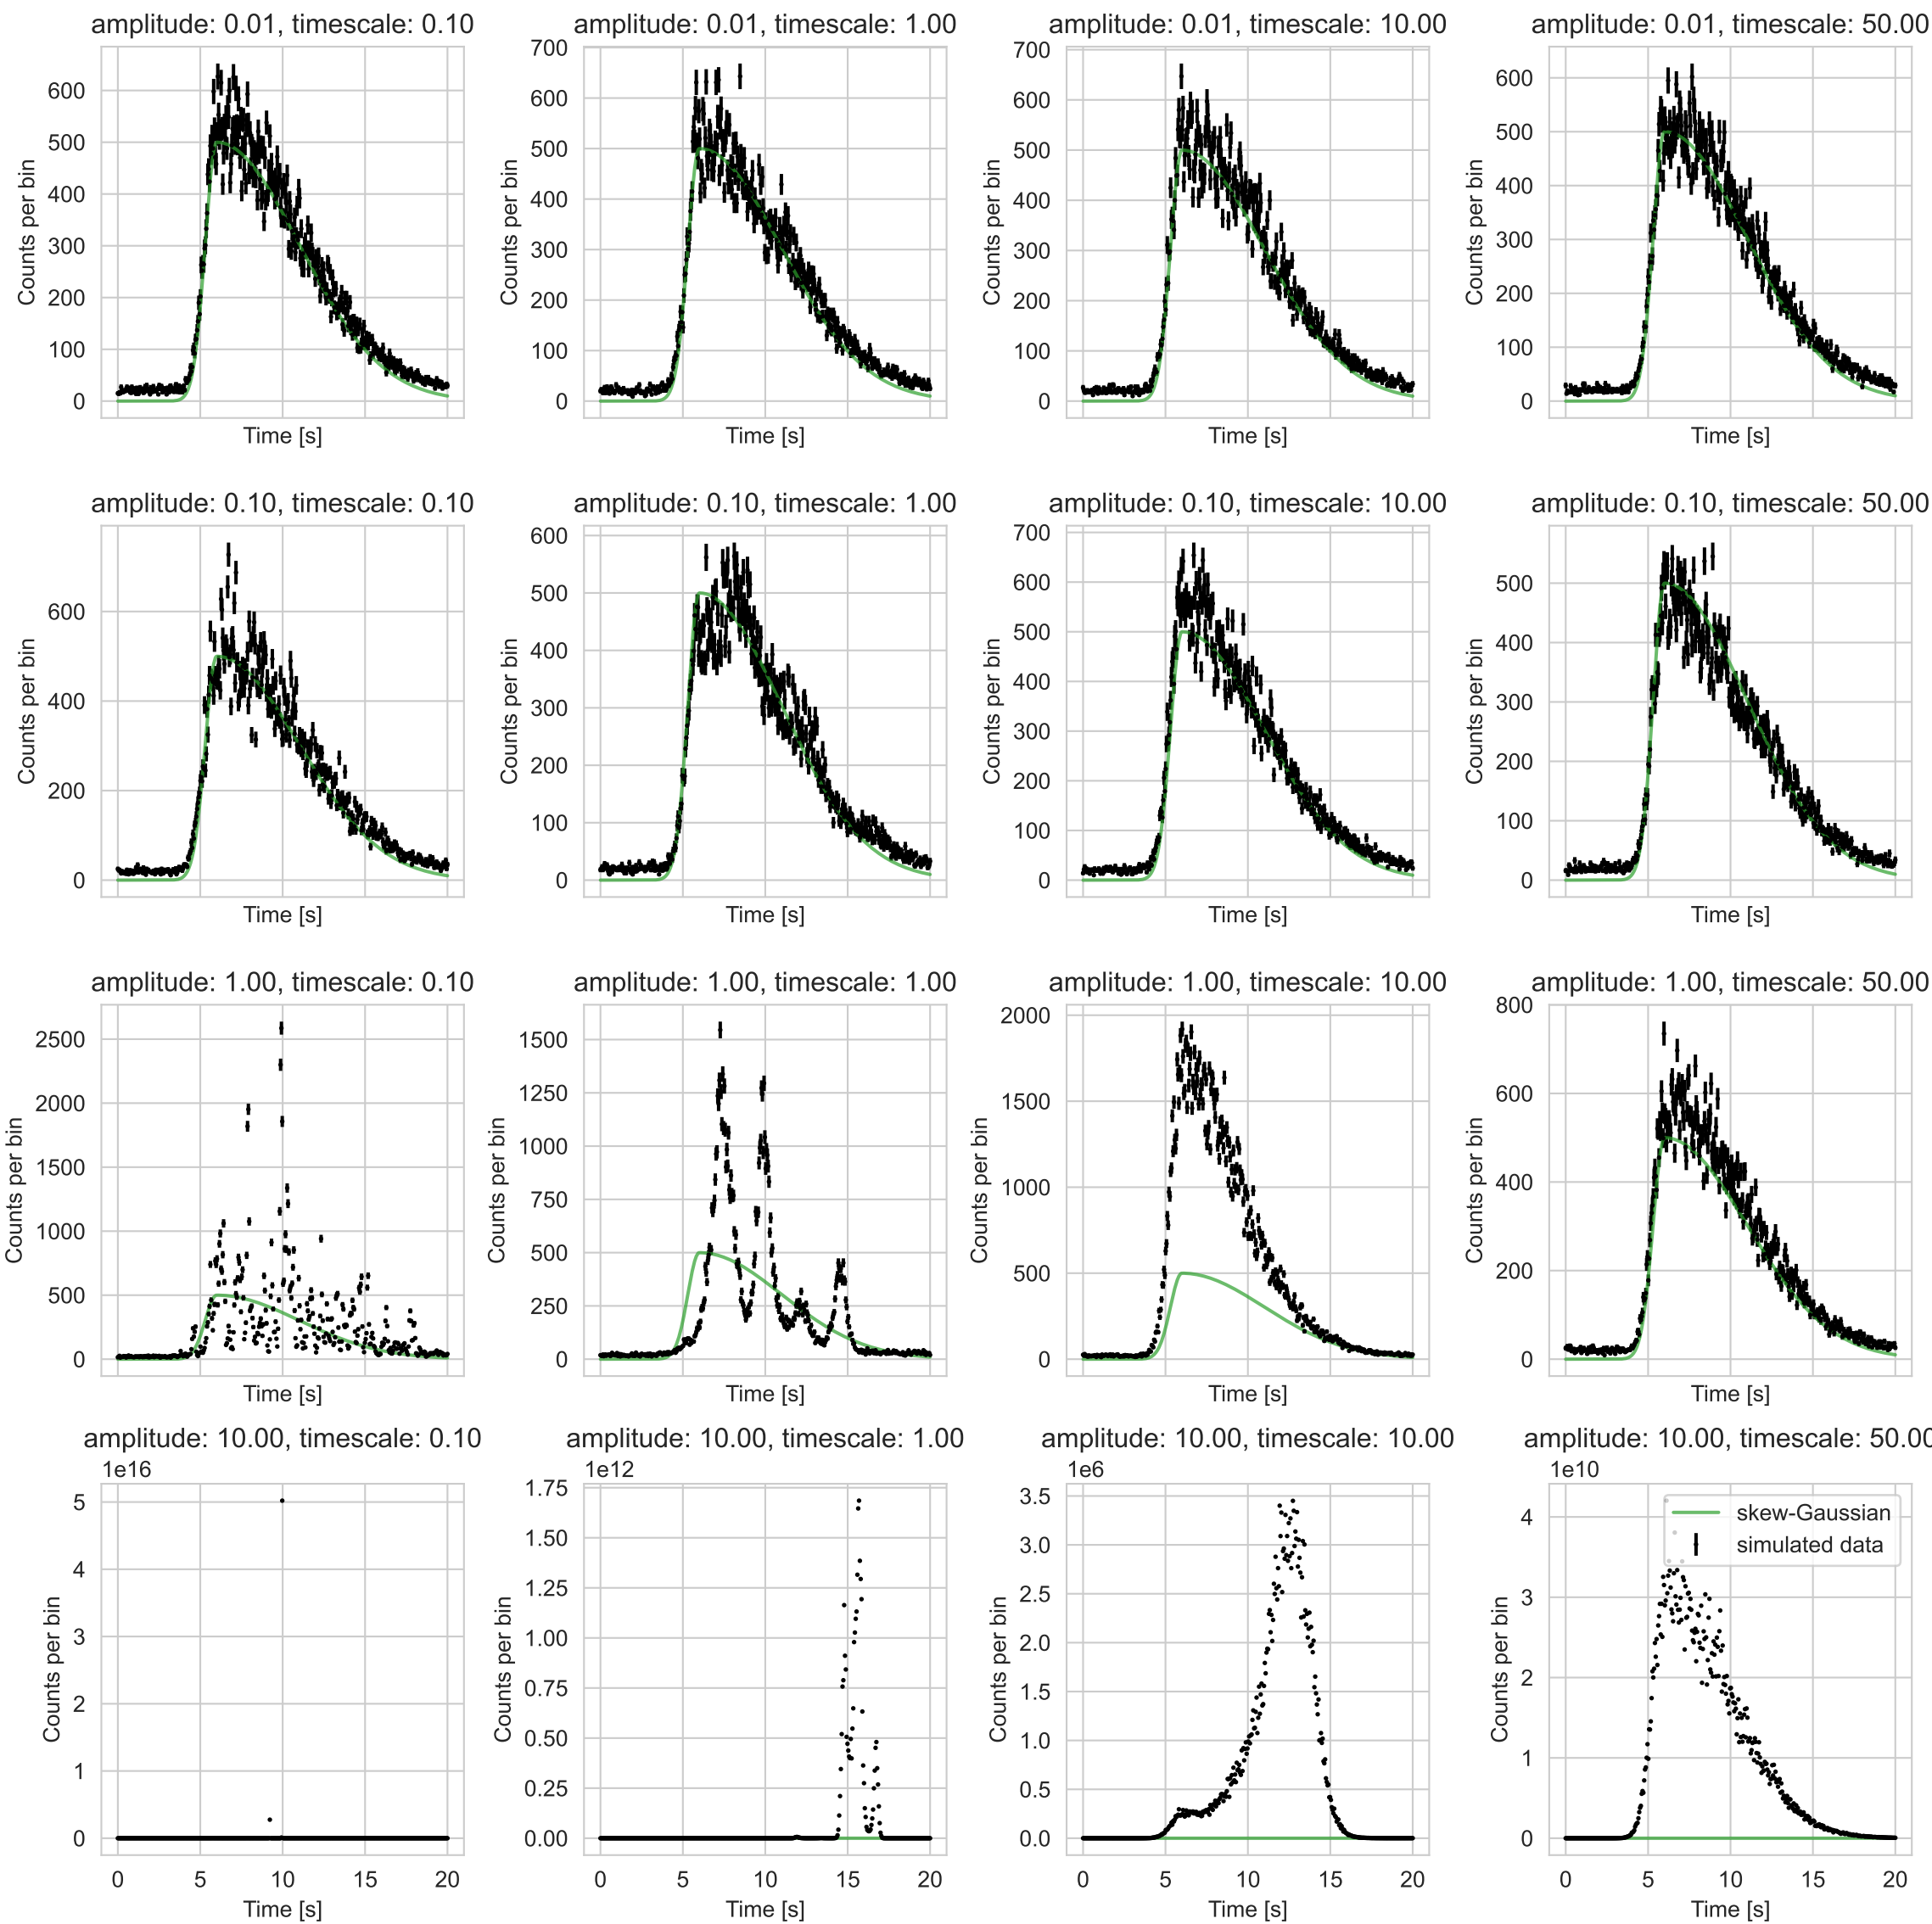 amplitude: 0.01, timescale: 0.10
600
500
400
300
200
100
0
Counts per bin
Time [s]
amplitude: 0.01, timescale: 1.00
700
600
500
400
300
200
100
0
Counts per bin
Time [s]
amplitude: 0.01, timescale: 10.00
700
600
500
400
300
200
100
0
Counts per bin
Time [s]
amplitude: 0.01, timescale: 50.00
600
500
400
300
200
100
0
Counts per bin
Time [s]
amplitude: 0.10, timescale: 0.10
600
400
200
0
Counts per bin
Time [s]
amplitude: 0.10, timescale: 1.00
600
500
400
300
200
100
0
Counts per bin
Time [s]
amplitude: 0.10, timescale: 10.00
700
600
500
400
300
200
100
0
Counts per bin
Time [s]
amplitude: 0.10, timescale: 50.00
500
400
300
200
100
0
Counts per bin
Time [s]
amplitude: 1.00, timescale: 0.10
2500
2000
1500
1000
500
0
Counts per bin
Time [s]
amplitude: 1.00, timescale: 1.00
1500
1250
1000
750
500
250
0
Counts per bin
Time [s]
amplitude: 1.00, timescale: 10.00
2000
1500
1000
500
0
Counts per bin
Time [s]
amplitude: 1.00, timescale: 50.00
800
600
400
200
0
Counts per bin
Time [s]
amplitude: 10.00, timescale: 0.10
1e16
5
4
3
2
1
0
Counts per bin
0 5 10 15 20
Time [s]
amplitude: 10.00, timescale: 1.00
1e12
1.75
1.50
1.25
1.00
0.75
0.50
0.25
0.00
Counts per bin
0 5 10 15 20
Time [s]
amplitude: 10.00, timescale: 10.00
1e6
3.5
3.0
2.5
2.0
1.5
1.0
0.5
0.0
Counts per bin
0 5 10 15 20
Time [s]
amplitude: 10.00, timescale: 50.00
1e10
4
3
2
1
0
Counts per bin
skew-Gaussian
simulated data
0 5 10 15 20
Time [s]